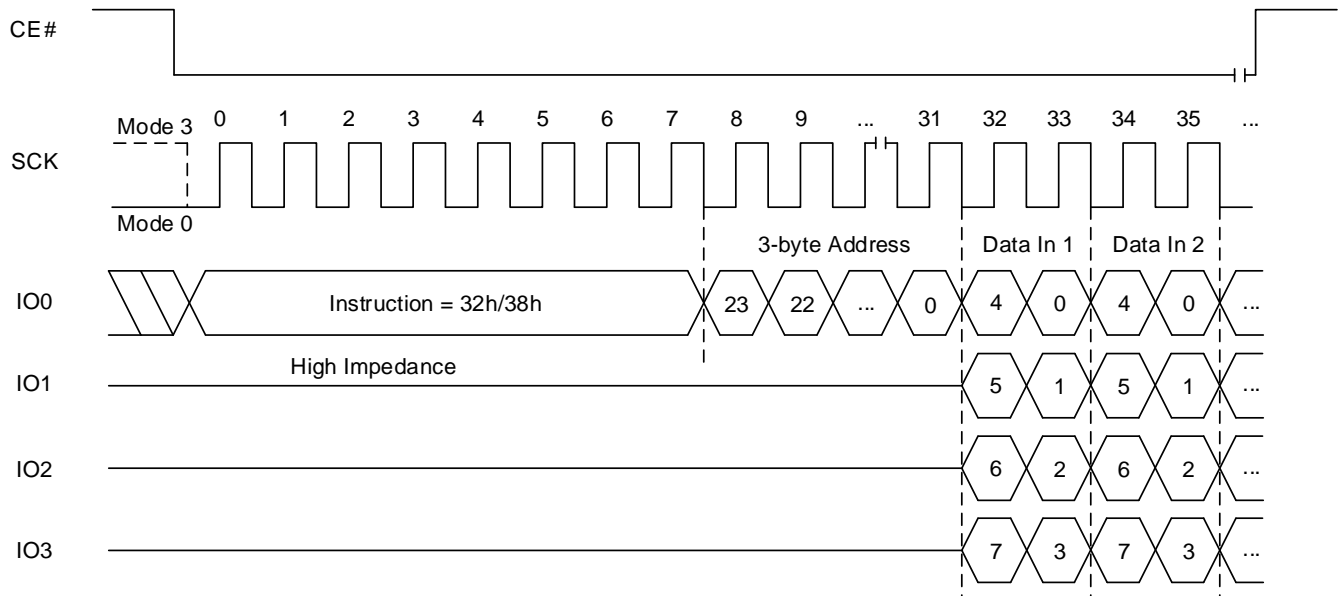 CE#
Mode 3 0 1 2 3 4 5 6 7 8 9 ... 31 32 33 34 35 ...
SCK
Mode 0
3-byte Address Data In 1 Data In 2
IO0 Instruction = 32h/38h 23 22 ... 0 4 0 4 0 ...
High Impedance
IO1 5 1 5 1 ...
IO2 6 2 6 2 ...
IO3 7 3 7 3 ...